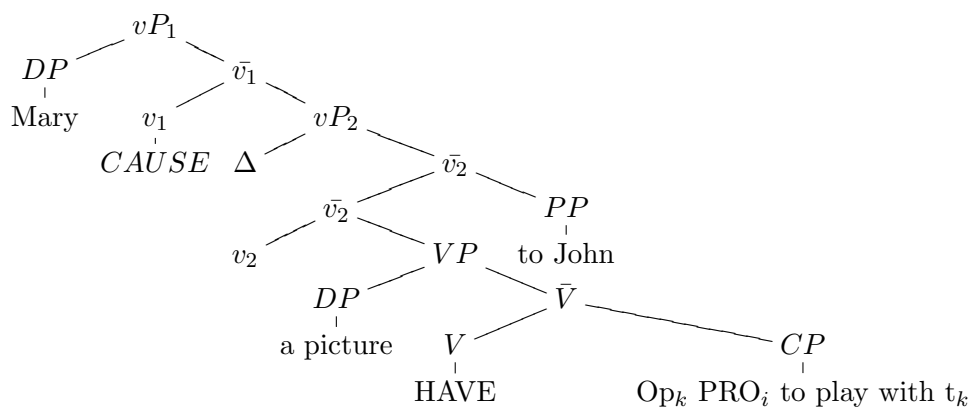 vP₁
DP v̄₁
Mary v₁ vP₂
CAUSE Δ v̄₂
v̄₂ PP
v₂ VP to John
DP V̄
a picture V CP
HAVE Opₖ PROᵢ to play with tₖ